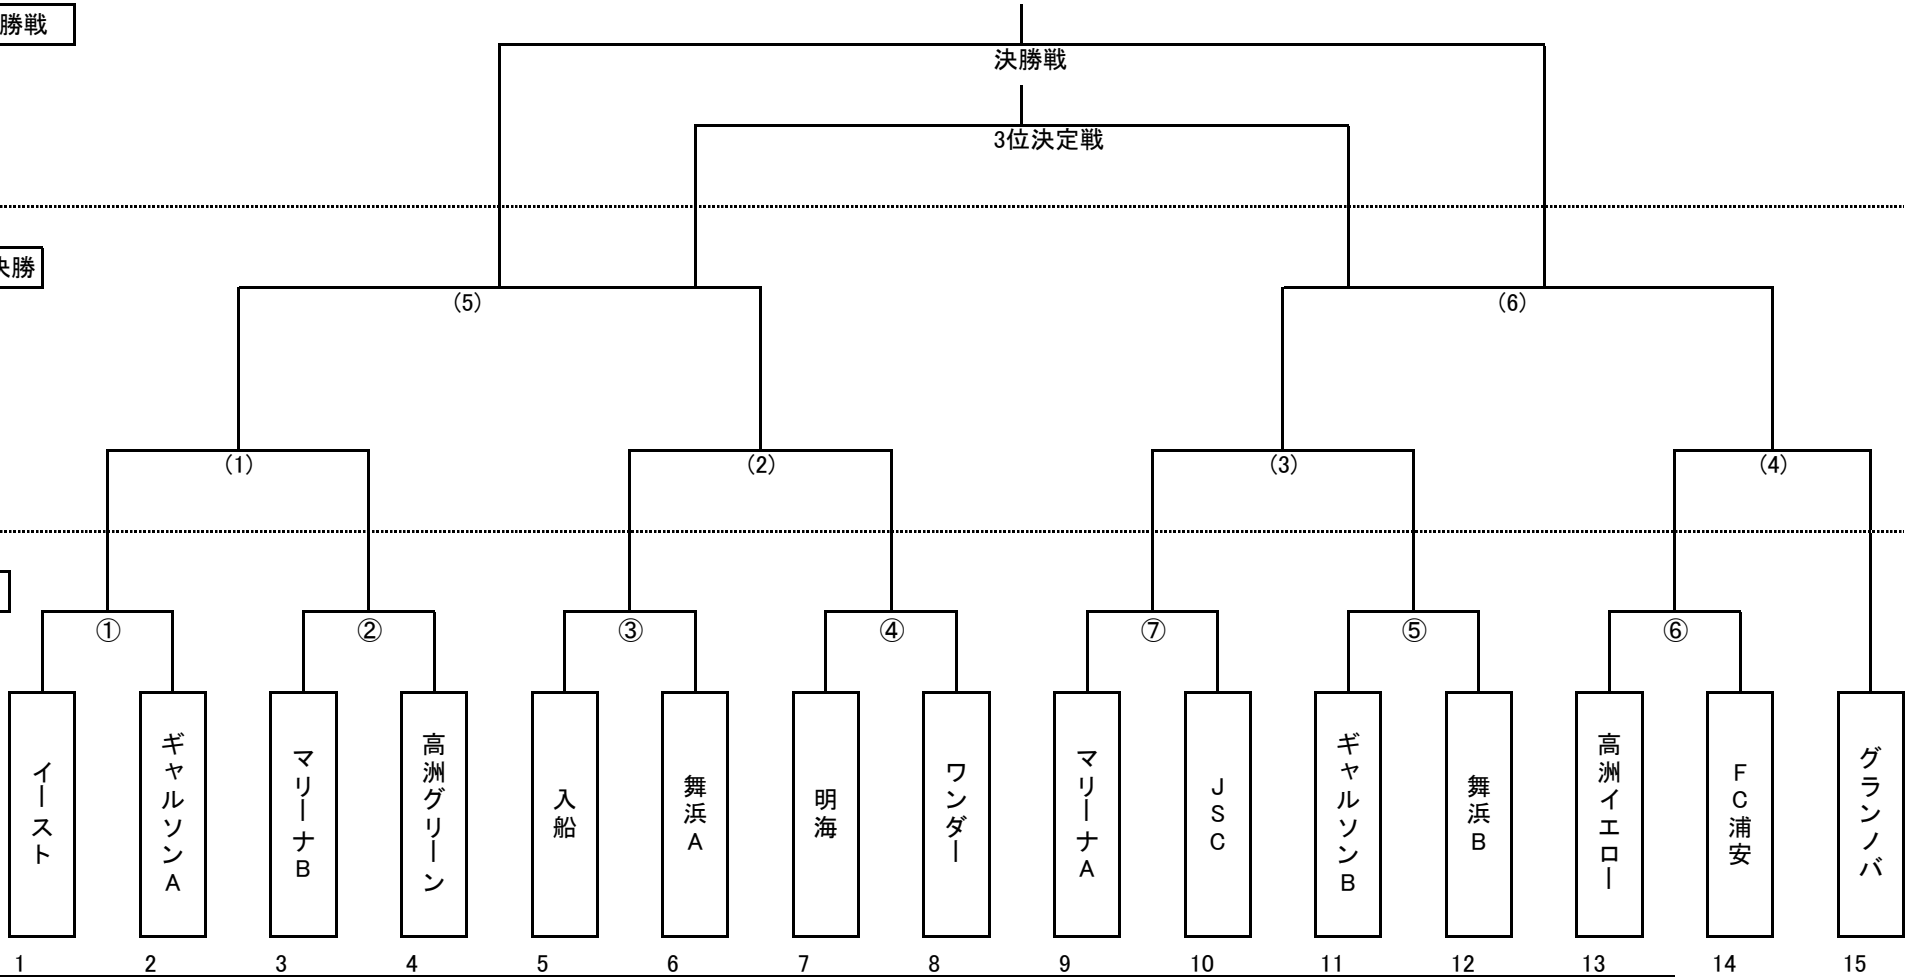 勝戦
決勝戦
3位決定戦
決勝
(5)
(6)
(1)
(2)
(3)
(4)
①
②
③
④
⑦
⑤
⑥
イースト
ギャルソンA
マリーナB
高洲グリーン
入船
舞浜A
明海
ワンダー
マリーナA
JSC
ギャルソンB
舞浜B
高洲イエロー
FC浦安
グランノバ
1 2 3 4 5 6 7 8 9 10 11 12 13 14 15